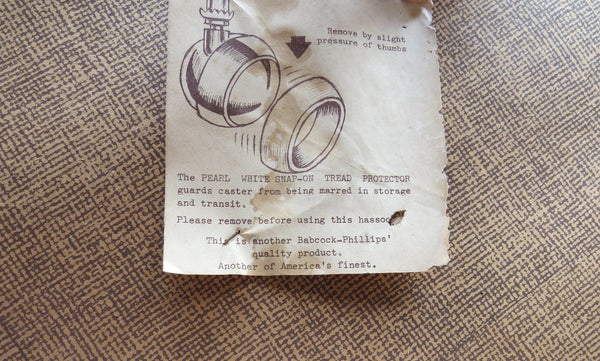 Remove by slight
pressure of thumbs
The PEARL WHITE SNAP-ON TREAD PROTECTOR
guards caster from being marred in storage
and transit.
Please remove before using this hassoc
This is another Babcock-Phillips'
quality product.
Another of America's finest.